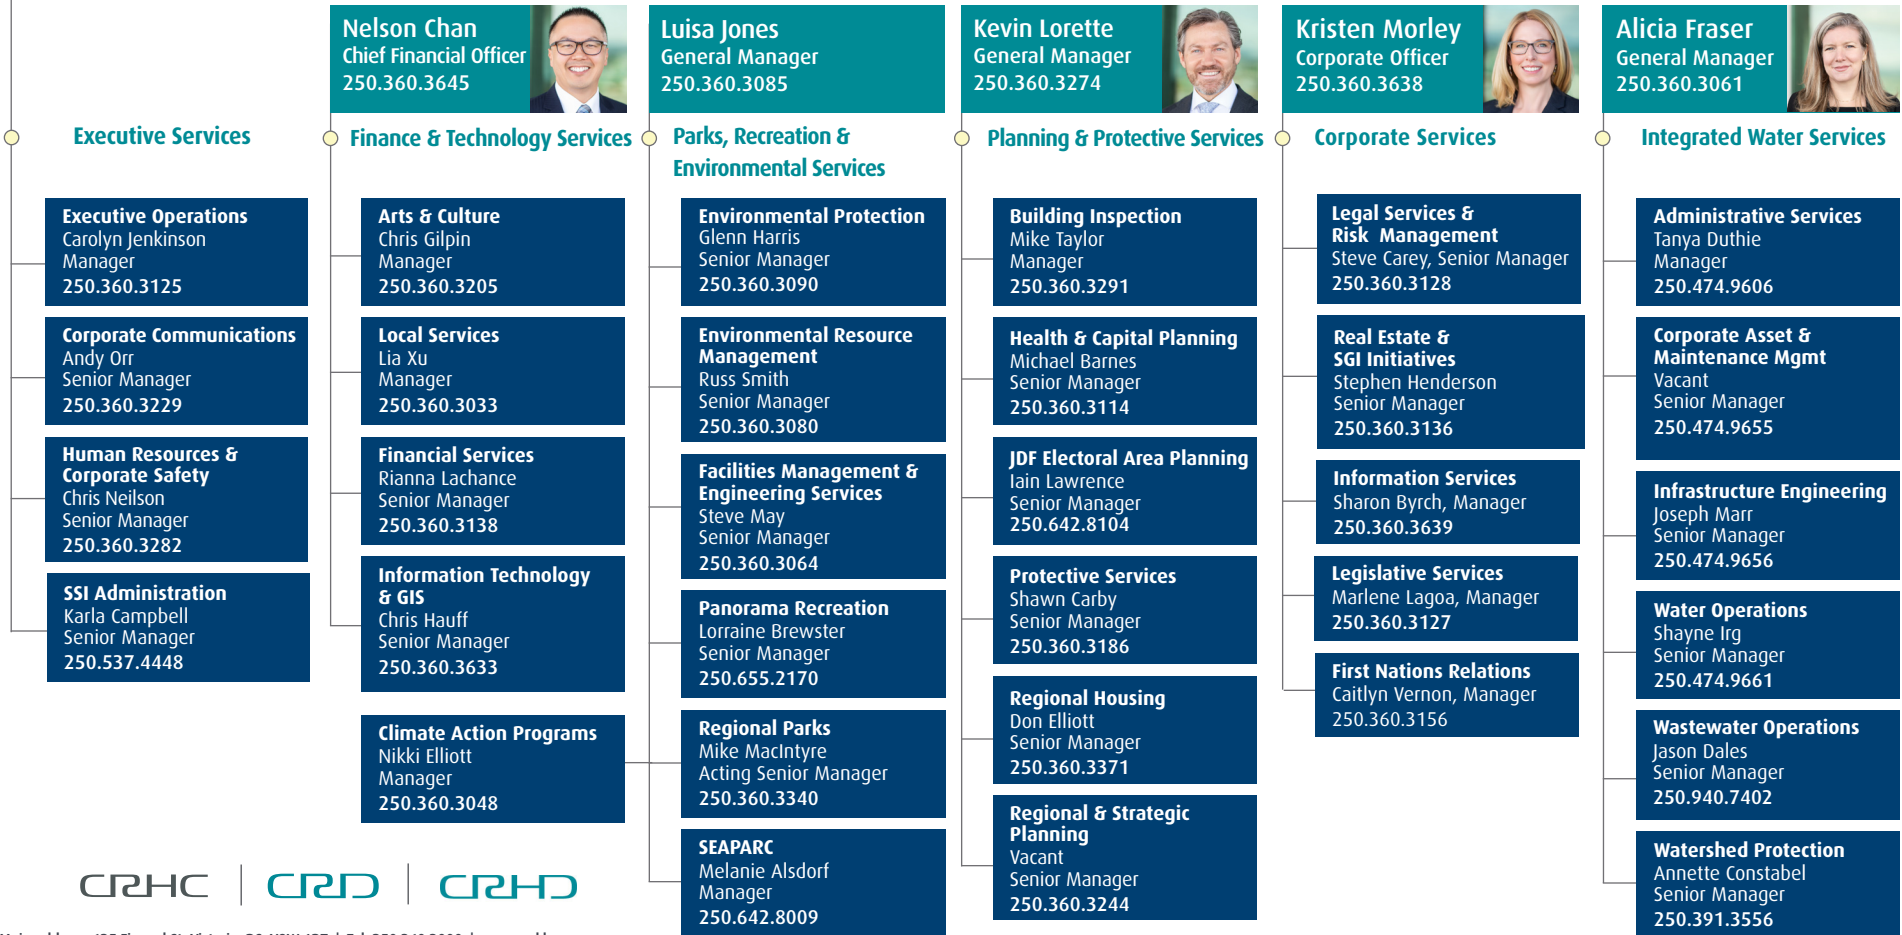 Nelson Chan
Chief Financial Officer
250.360.3645
Luisa Jones
General Manager
250.360.3085
Kevin Lorette
General Manager
250.360.3274
Kristen Morley
Corporate Officer
250.360.3638
Alicia Fraser
General Manager
250.360.3061
Executive Services
Executive Operations
Carolyn Jenkinson
Manager
250.360.3125
Corporate Communications
Andy Orr
Senior Manager
250.360.3229
Human Resources &
Corporate Safety
Chris Neilson
Senior Manager
250.360.3282
SSI Administration
Karla Campbell
Senior Manager
250.537.4448
Finance & Technology Services
Arts & Culture
Chris Gilpin
Manager
250.360.3205
Local Services
Lia Xu
Manager
250.360.3033
Financial Services
Rianna Lachance
Senior Manager
250.360.3138
Information Technology
& GIS
Chris Hauff
Senior Manager
250.360.3633
Climate Action Programs
Nikki Elliott
Manager
250.360.3048
Parks, Recreation &
Environmental Services
Environmental Protection
Glenn Harris
Senior Manager
250.360.3090
Environmental Resource
Management
Russ Smith
Senior Manager
250.360.3080
Facilities Management &
Engineering Services
Steve May
Senior Manager
250.360.3064
Panorama Recreation
Lorraine Brewster
Senior Manager
250.655.2170
Regional Parks
Mike MacIntyre
Acting Senior Manager
250.360.3340
SEAPARC
Melanie Alsdorf
Manager
250.642.8009
Planning & Protective Services
Building Inspection
Mike Taylor
Manager
250.360.3291
Health & Capital Planning
Michael Barnes
Senior Manager
250.360.3114
JDF Electoral Area Planning
Iain Lawrence
Senior Manager
250.642.8104
Protective Services
Shawn Carby
Senior Manager
250.360.3186
Regional Housing
Don Elliott
Senior Manager
250.360.3371
Regional & Strategic
Planning
Vacant
Senior Manager
250.360.3244
Corporate Services
Legal Services &
Risk Management
Steve Carey, Senior Manager
250.360.3128
Real Estate &
SGI Initiatives
Stephen Henderson
Senior Manager
250.360.3136
Information Services
Sharon Byrch, Manager
250.360.3639
Legislative Services
Marlene Lagoa, Manager
250.360.3127
First Nations Relations
Caitlyn Vernon, Manager
250.360.3156
Integrated Water Services
Administrative Services
Tanya Duthie
Manager
250.474.9606
Corporate Asset &
Maintenance Mgmt
Vacant
Senior Manager
250.474.9655
Infrastructure Engineering
Joseph Marr
Senior Manager
250.474.9656
Water Operations
Shayne Irg
Senior Manager
250.474.9661
Wastewater Operations
Jason Dales
Senior Manager
250.940.7402
Watershed Protection
Annette Constabel
Senior Manager
250.391.3556
CRHC | CRD | CRHD